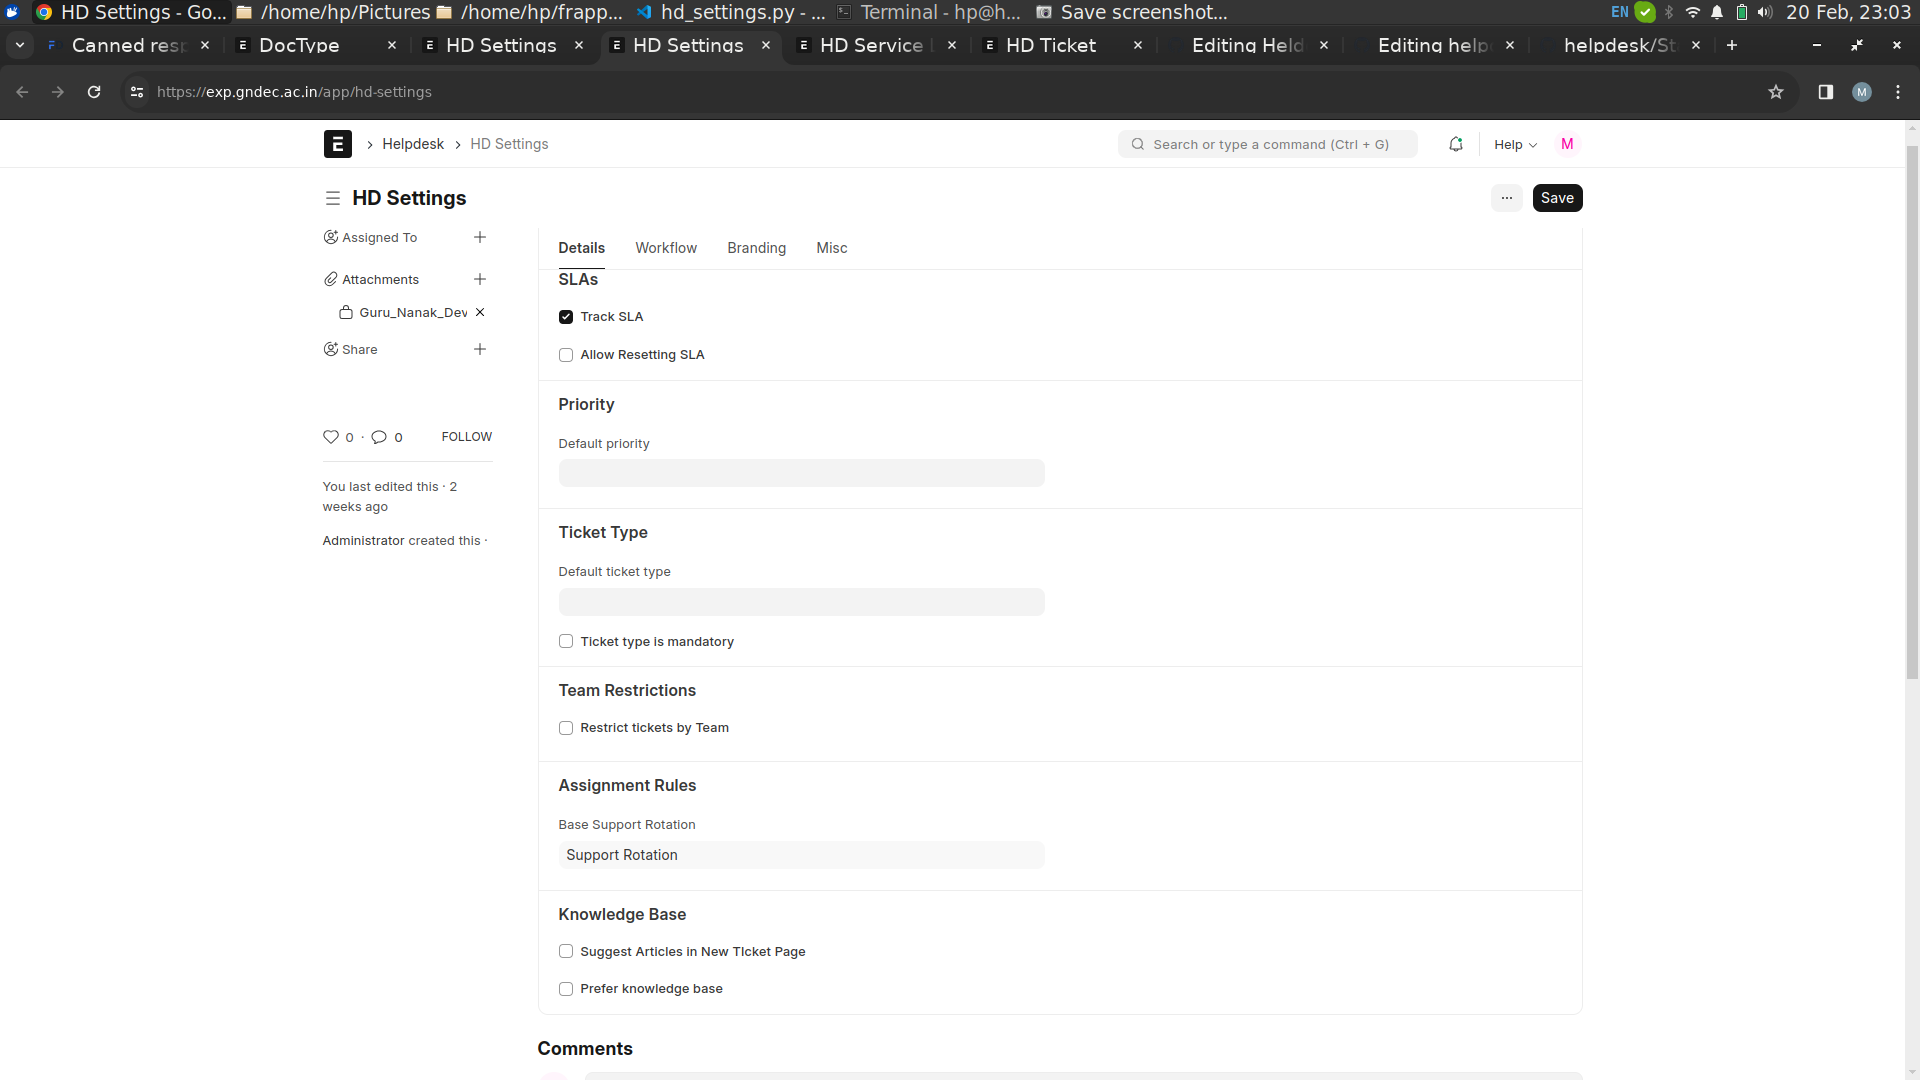 HD Settings - Go...
/home/hp/Pictures
/home/hp/frapp...
hd_settings.py - ...
Terminal - hp@h...
Save screenshot...
EN
20 Feb, 23:03
Canned resp
DocType
HD Settings
HD Settings
HD Service
HD Ticket
Editing Held
Editing help
helpdesk/St
https://exp.gndec.ac.in/app/hd-settings
M
E
Helpdesk
HD Settings
Search or type a command (Ctrl + G)
Help
M
HD Settings
...
Save
Assigned To
Attachments
Guru_Nanak_Dev
Share
0 · 0
FOLLOW
You last edited this · 2
weeks ago
Administrator created this ·
Details
Workflow
Branding
Misc
SLAs
Track SLA
Allow Resetting SLA
Priority
Default priority
Ticket Type
Default ticket type
Ticket type is mandatory
Team Restrictions
Restrict tickets by Team
Assignment Rules
Base Support Rotation
Support Rotation
Knowledge Base
Suggest Articles in New TIcket Page
Prefer knowledge base
Comments